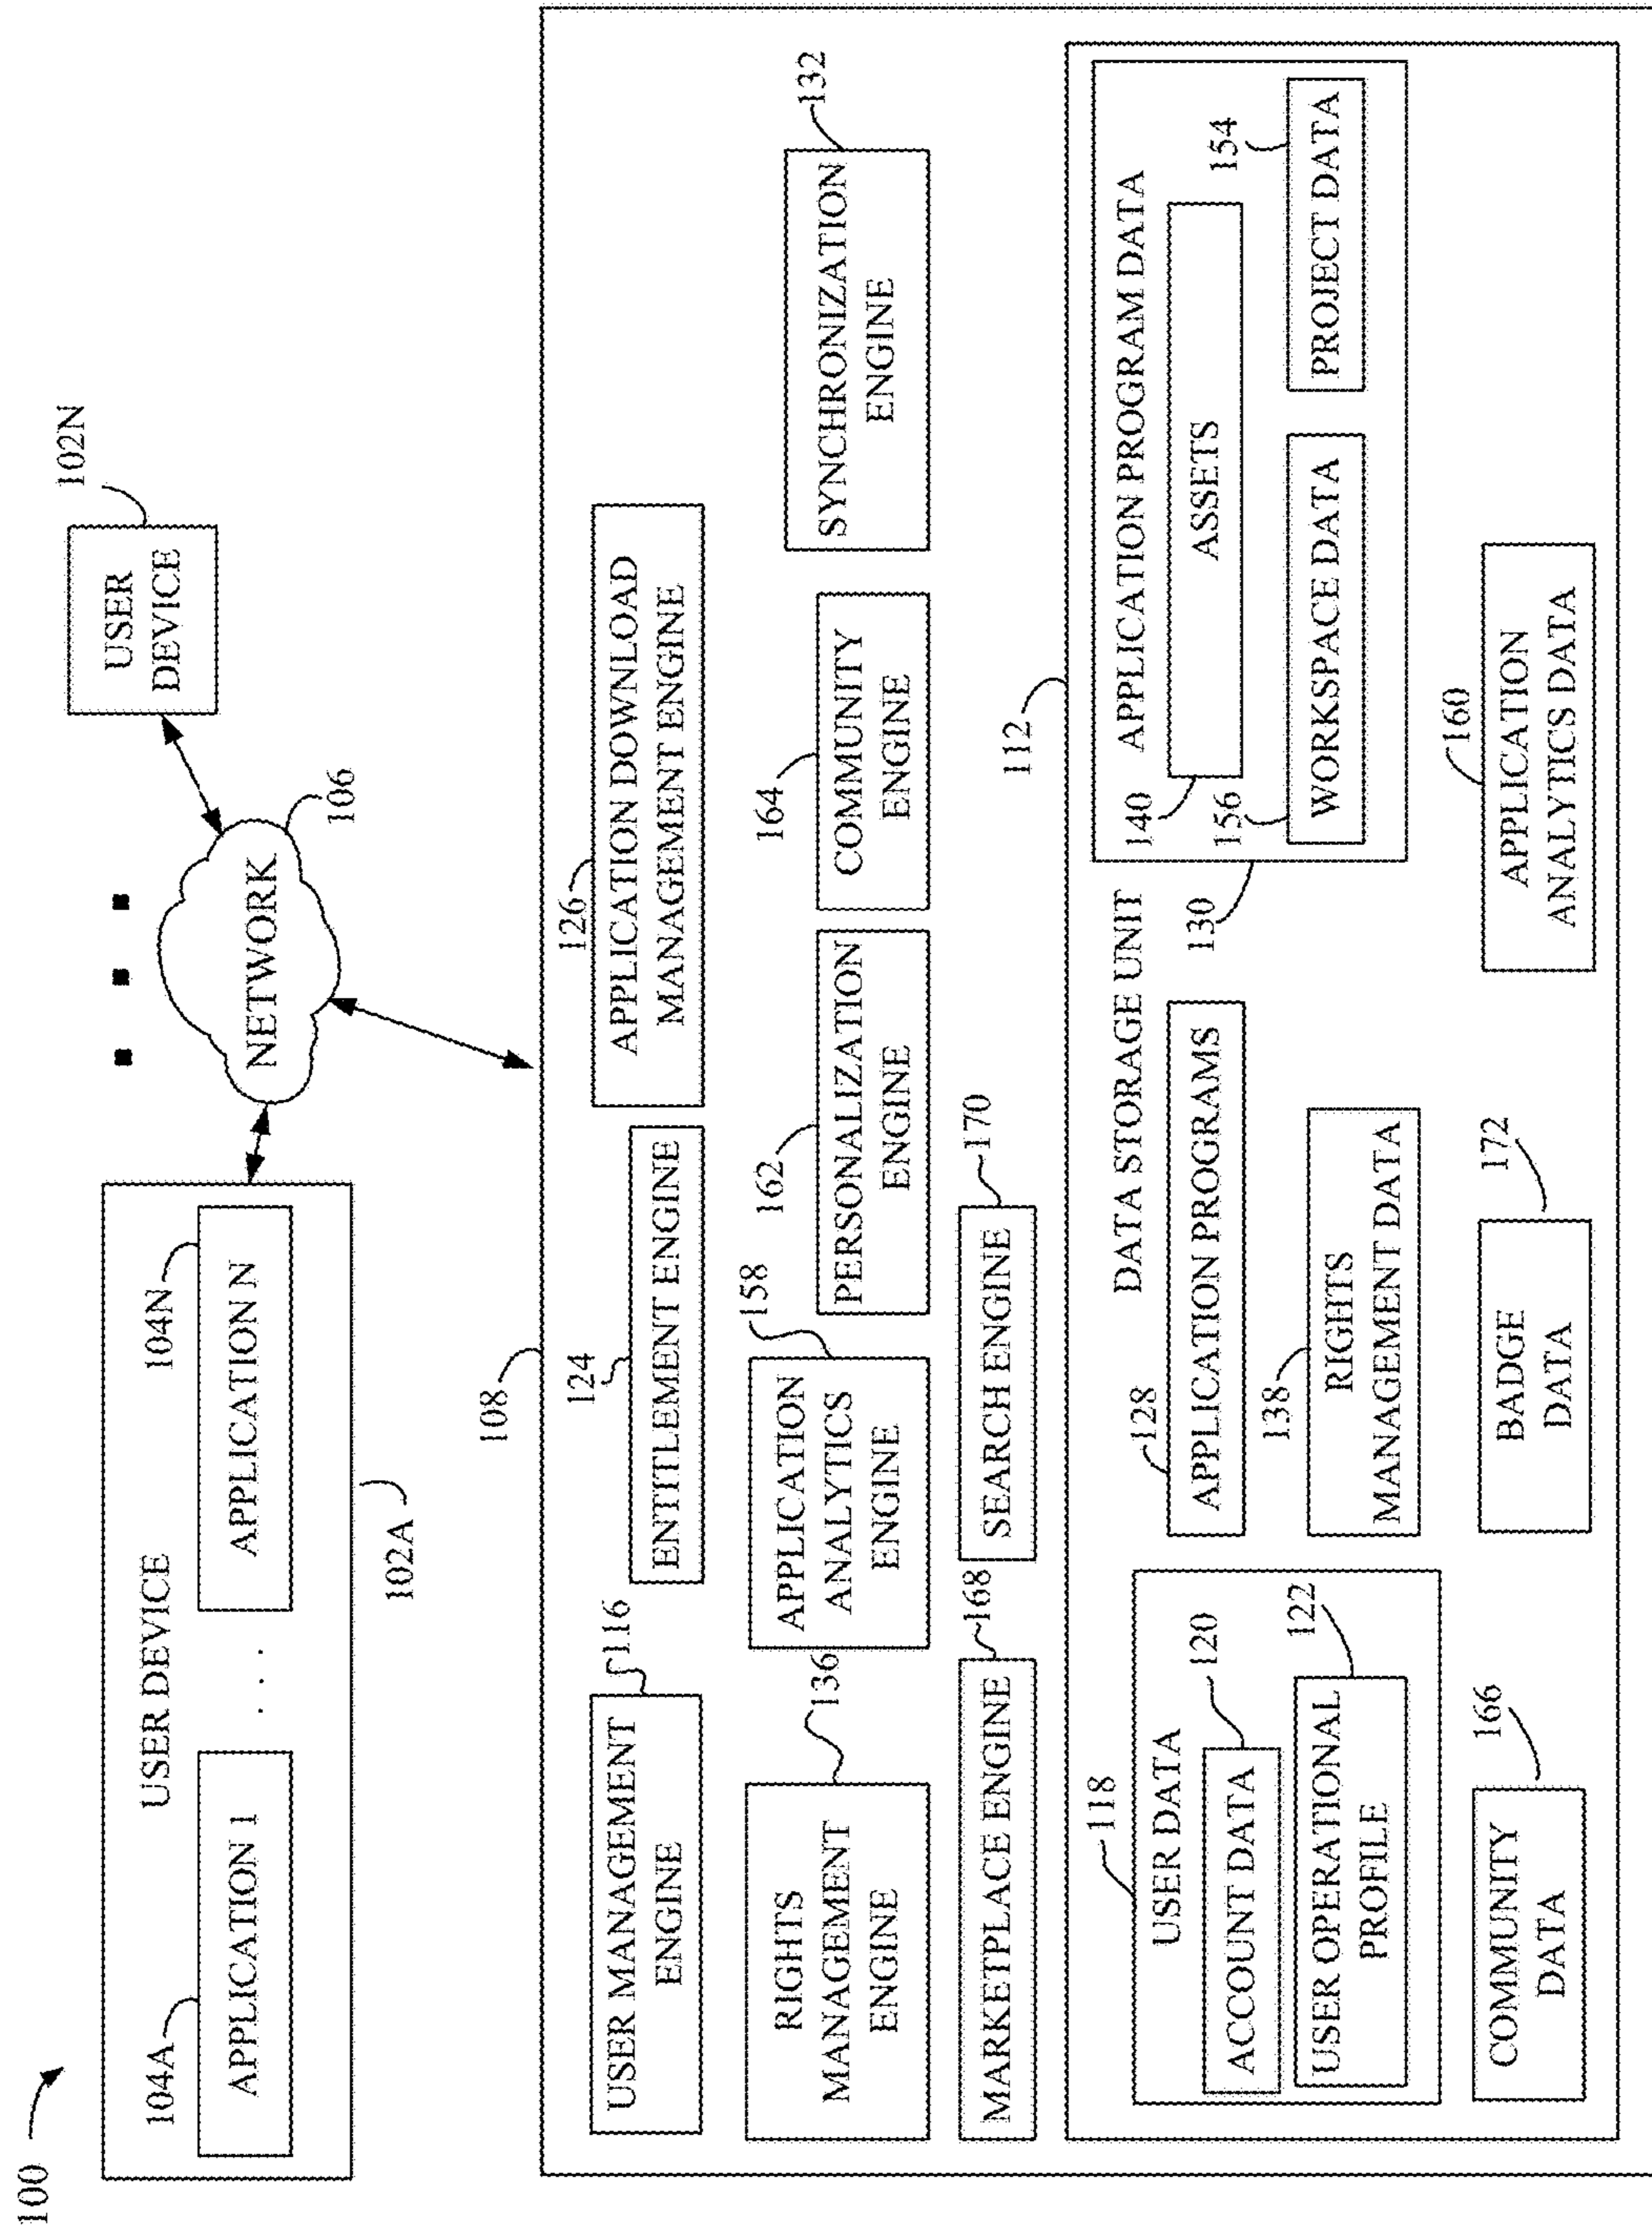 100
104A
APPLICATION 1
USER DEVICE
. . .
104N
APPLICATION N
102A
NETWORK
106
USER
DEVICE
102N
108
USER MANAGEMENT
ENGINE
116
124
ENTITLEMENT ENGINE
126
APPLICATION DOWNLOAD
MANAGEMENT ENGINE
RIGHTS
MANAGEMENT
ENGINE
136
APPLICATION
ANALYTICS
ENGINE
158
162
PERSONALIZATION
ENGINE
164
COMMUNITY
ENGINE
SYNCHRONIZATION
ENGINE
132
MARKETPLACE ENGINE
168
SEARCH ENGINE
170
112
DATA STORAGE UNIT
118
USER DATA
ACCOUNT DATA
120
USER OPERATIONAL
PROFILE
122
128
APPLICATION PROGRAMS
138
RIGHTS
MANAGEMENT DATA
130
APPLICATION PROGRAM DATA
140
ASSETS
156
WORKSPACE DATA
154
PROJECT DATA
COMMUNITY
DATA
166
BADGE
DATA
172
160
APPLICATION
ANALYTICS DATA